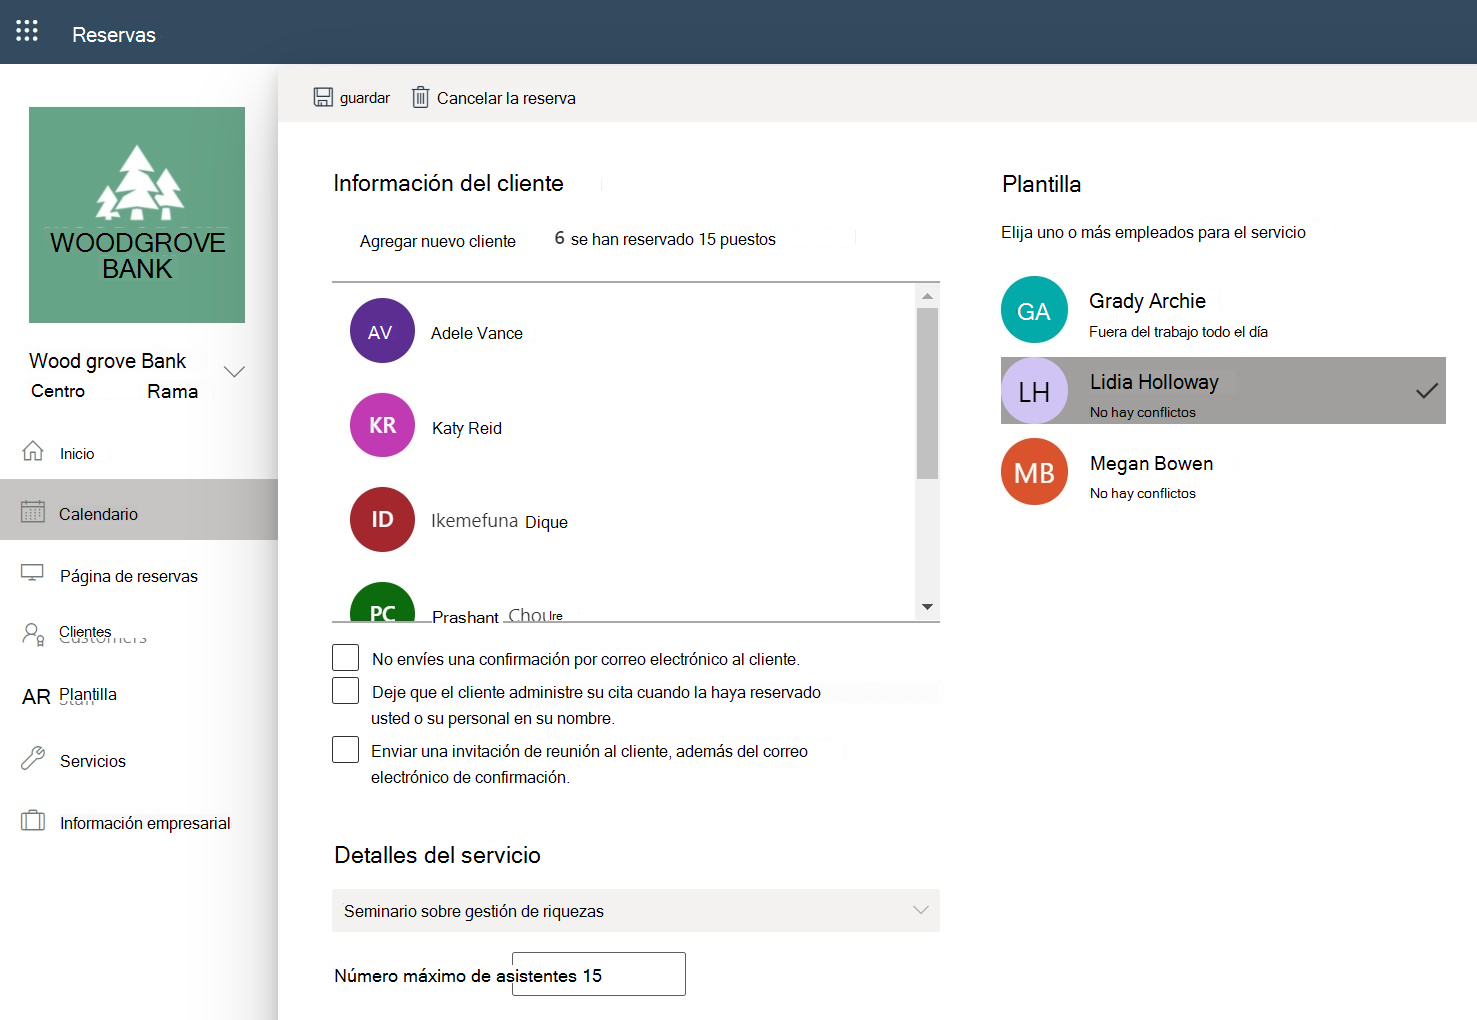 Reservas
guardar
Cancelar la reserva
WOODGROVE
BANK
Wood grove Bank
Centro Rama
Inicio
Calendario
Página de reservas
Clientes
Customers
AR Plantilla
Staff
Servicios
Información empresarial
Información del cliente
Agregar nuevo cliente
6 se han reservado 15 puestos
AV
Adele Vance
KR
Katy Reid
ID
Ikemefuna Dique
PC
Prashant
No envíes una confirmación por correo electrónico al cliente.
Deje que el cliente administre su cita cuando la haya reservado
usted o su personal en su nombre.
Enviar una invitación de reunión al cliente, además del correo
electrónico de confirmación.
Detalles del servicio
Seminario sobre gestión de riquezas
Número máximo de asistentes 15
Plantilla
Elija uno o más empleados para el servicio
GA
Grady Archie
Fuera del trabajo todo el día
LH
Lidia Holloway
No hay conflictos
MB
Megan Bowen
No hay conflictos